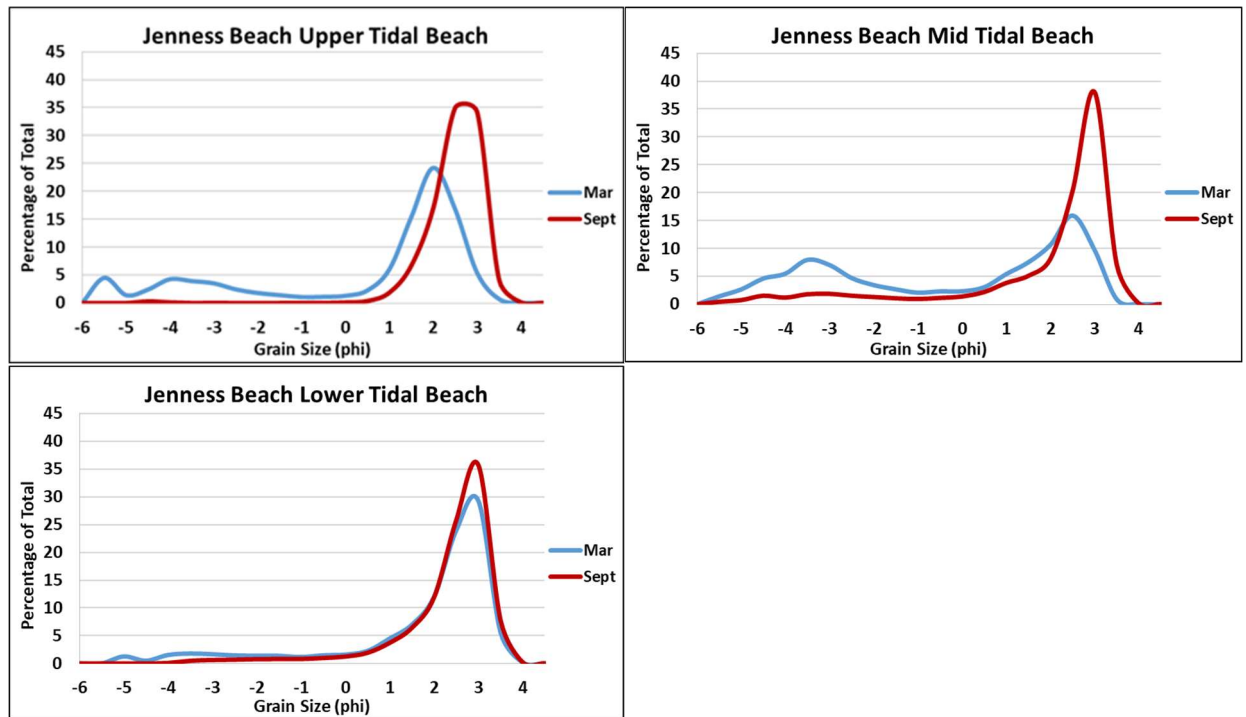 Jenness Beach Upper Tidal Beach
45
40
35
30
25
20
15
10
5
0
Percentage of Total
-6 -5 -4 -3 -2 -1 0 1 2 3 4
Grain Size (phi)
Mar
Sept
Jenness Beach Mid Tidal Beach
45
40
35
30
25
20
15
10
5
0
Percentage of Total
-6 -5 -4 -3 -2 -1 0 1 2 3 4
Grain Size (phi)
Mar
Sept
Jenness Beach Lower Tidal Beach
45
40
35
30
25
20
15
10
5
0
Percentage of Total
-6 -5 -4 -3 -2 -1 0 1 2 3 4
Grain Size (phi)
Mar
Sept